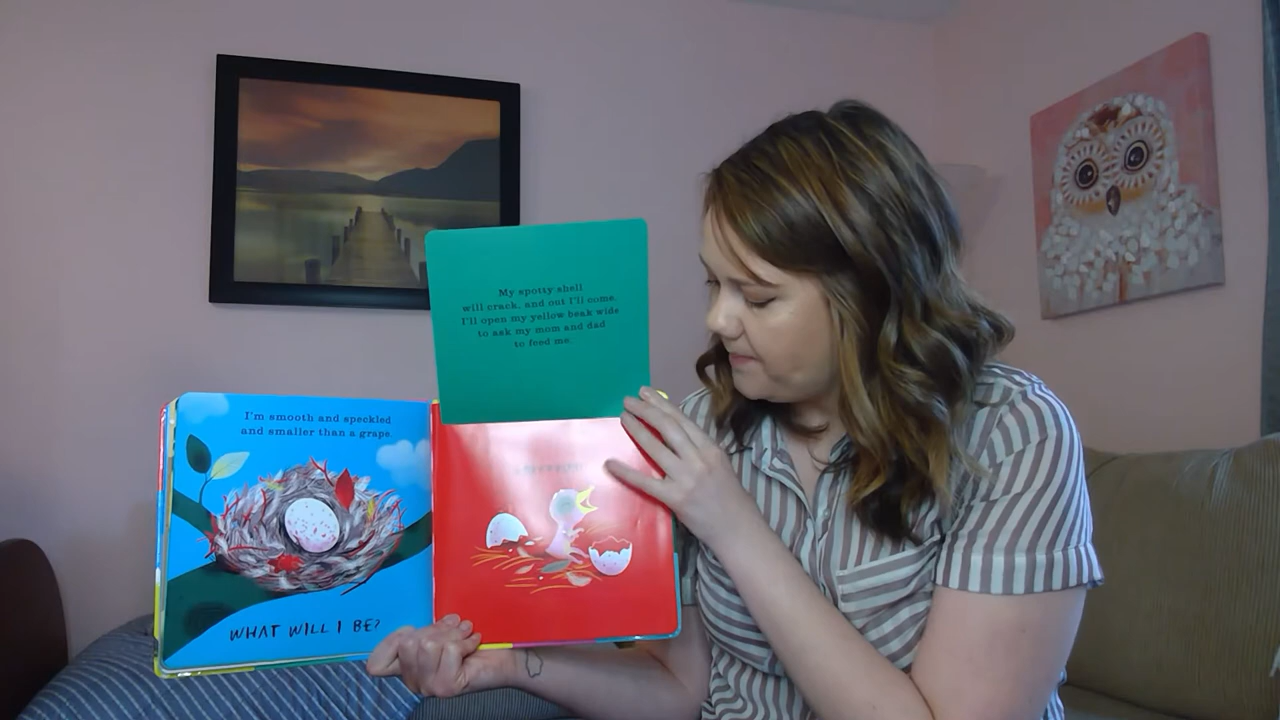 I'm smooth and speckled
and smaller than a grape.
WHAT WILL I BE?
My spotty shell
will crack, and out I'll come.
I'll open my yellow beak wide
to ask my mom and dad
to feed me.